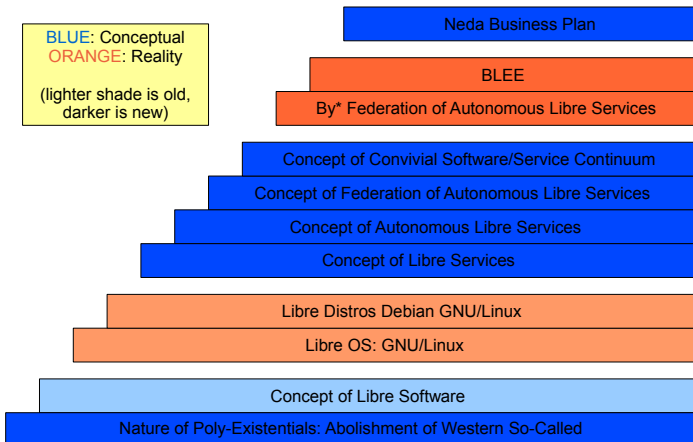 BLUE: Conceptual
ORANGE: Reality
(lighter shade is old,
darker is new)
Neda Business Plan
BLEE
By* Federation of Autonomous Libre Services
Concept of Convivial Software/Service Continuum
Concept of Federation of Autonomous Libre Services
Concept of Autonomous Libre Services
Concept of Libre Services
Libre Distros Debian GNU/Linux
Libre OS: GNU/Linux
Concept of Libre Software
Nature of Poly-Existentials: Abolishment of Western So-Called